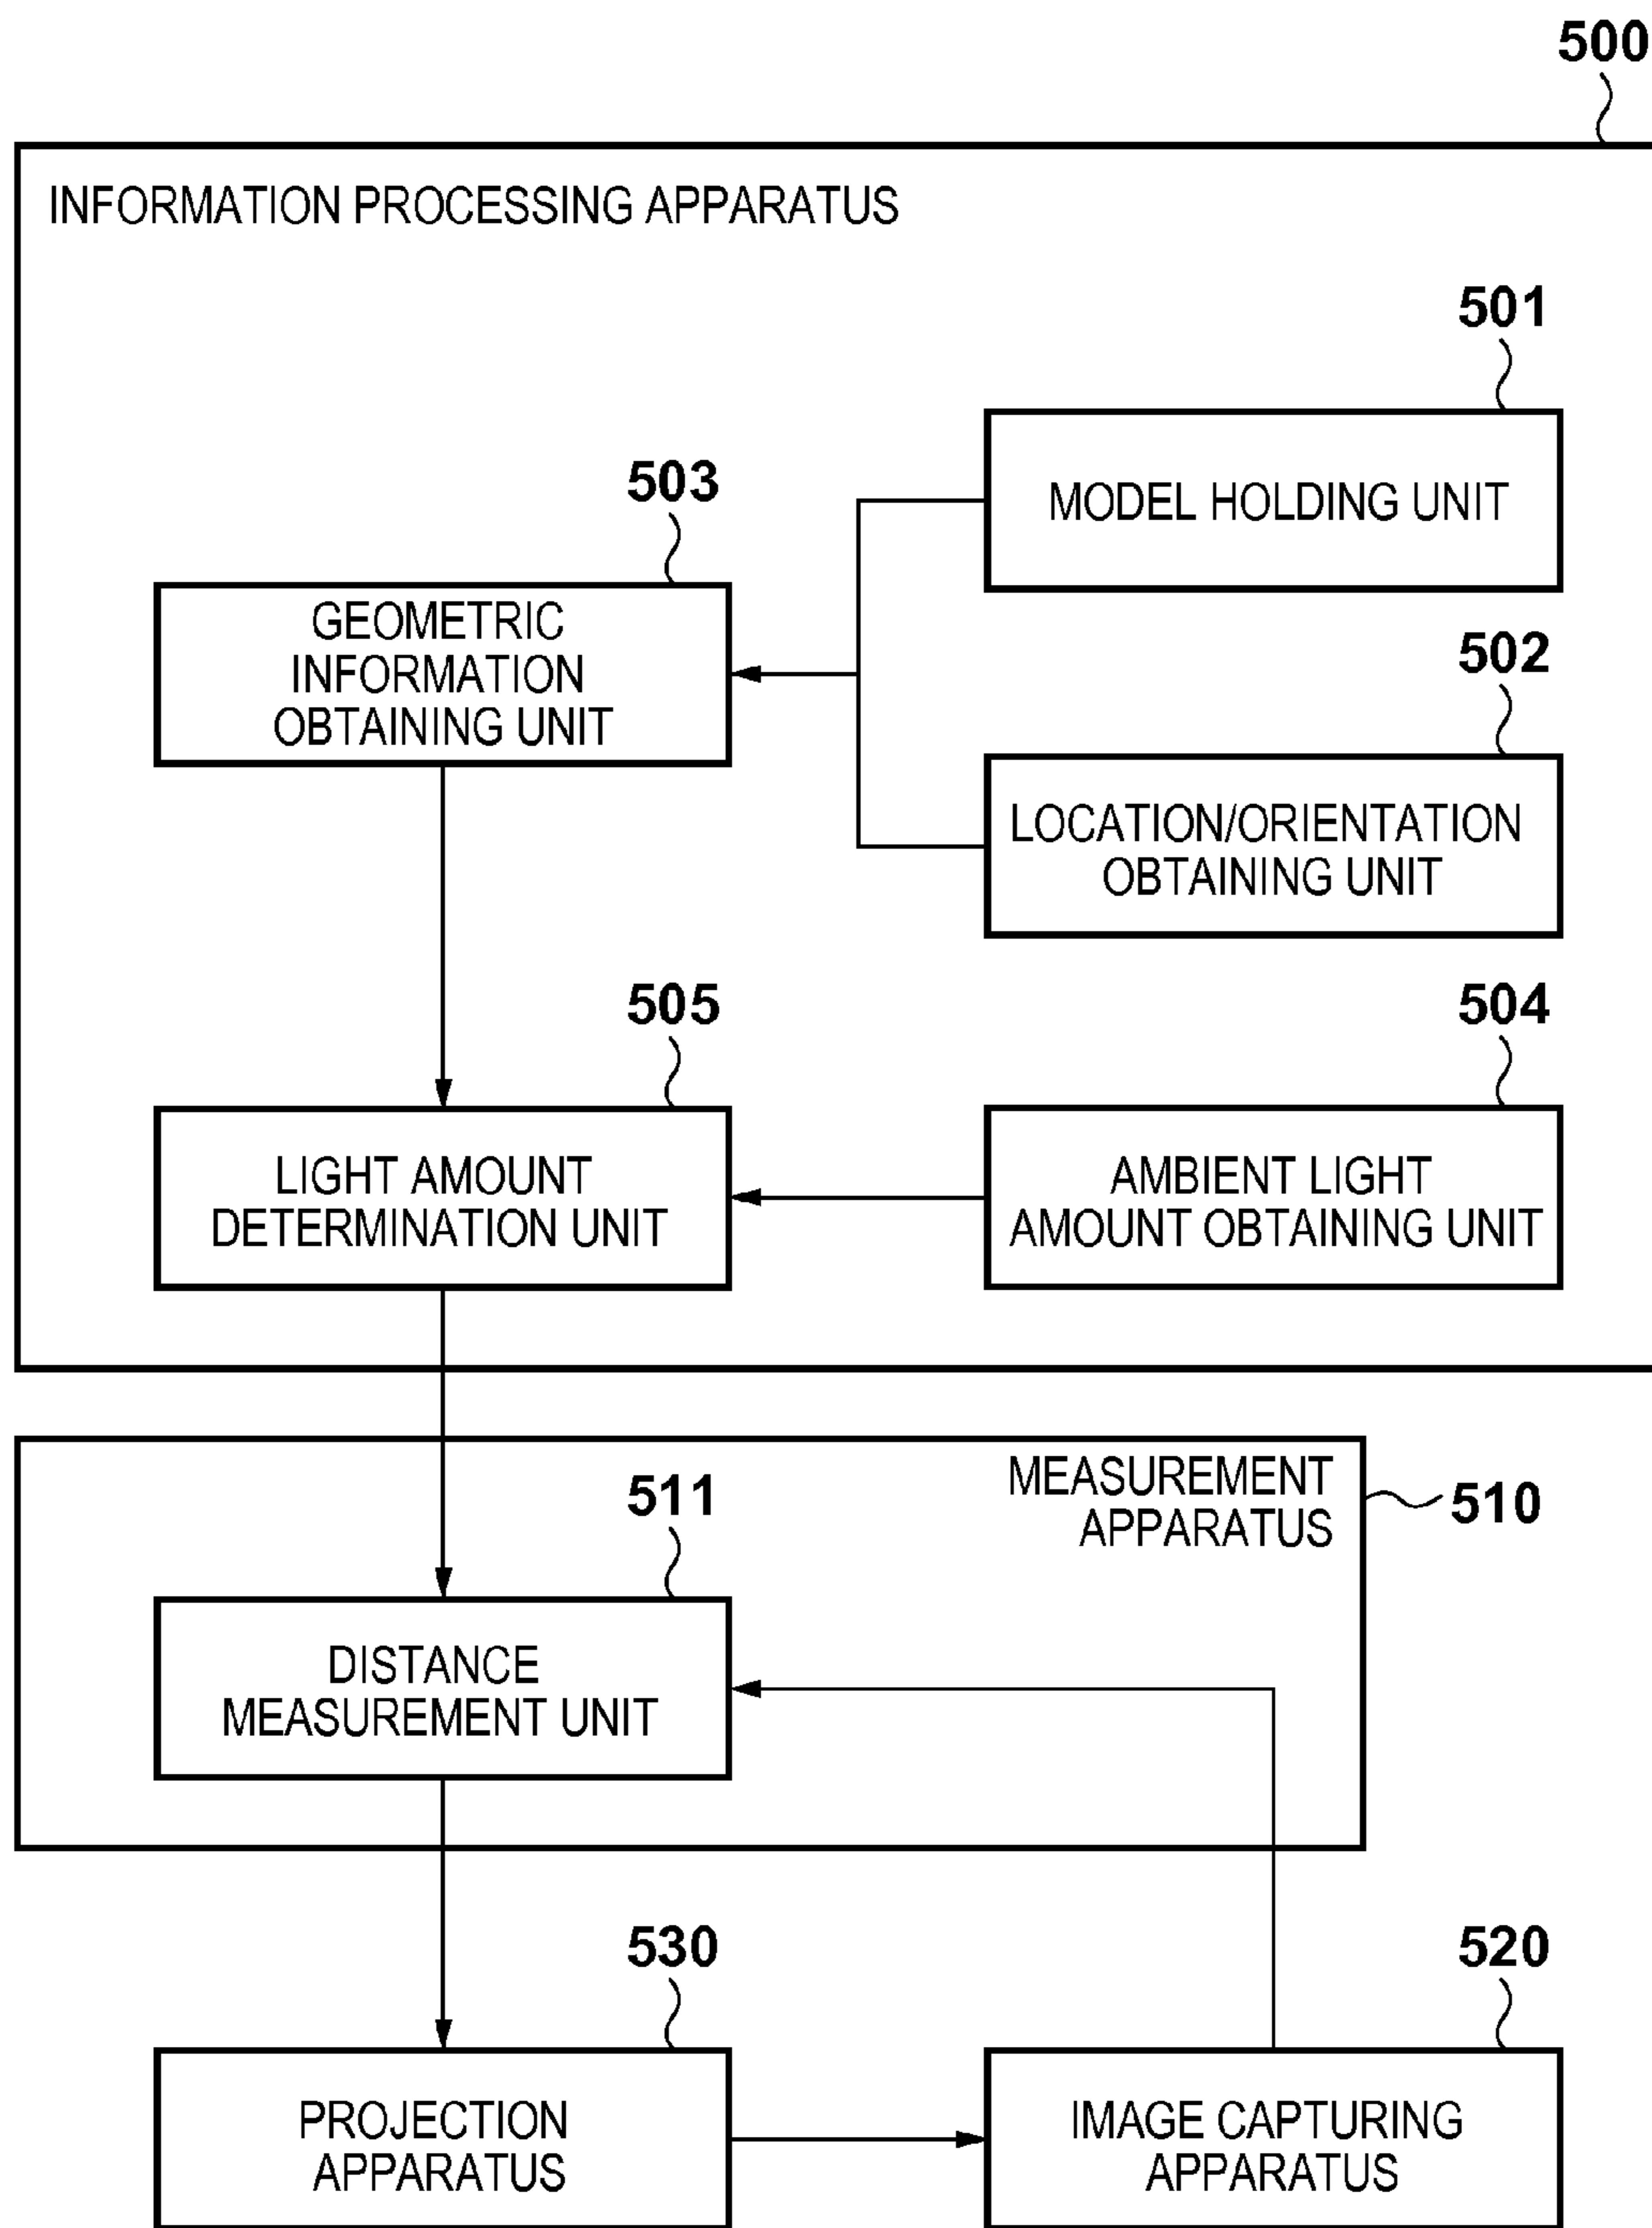 500
INFORMATION PROCESSING APPARATUS
501
MODEL HOLDING UNIT
503
GEOMETRIC
INFORMATION
OBTAINING UNIT
502
LOCATION/ORIENTATION
OBTAINING UNIT
505
LIGHT AMOUNT
DETERMINATION UNIT
504
AMBIENT LIGHT
AMOUNT OBTAINING UNIT
MEASUREMENT
APPARATUS
510
511
DISTANCE
MEASUREMENT UNIT
530
PROJECTION
APPARATUS
520
IMAGE CAPTURING
APPARATUS